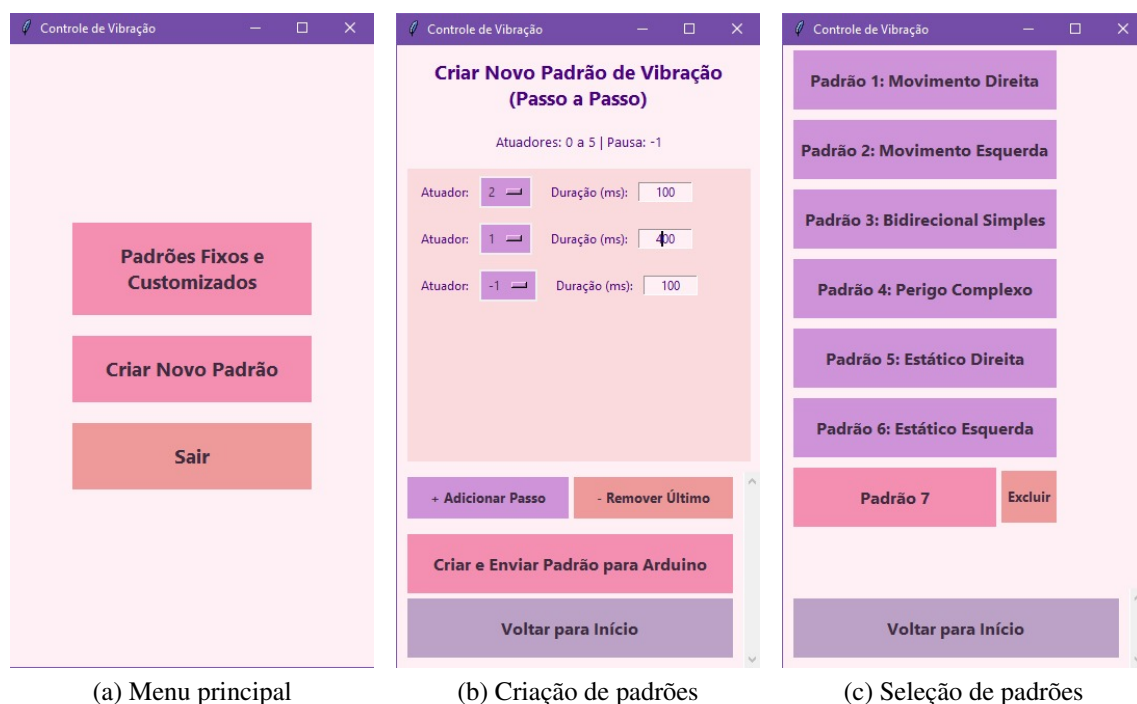 Controle de Vibração
Padrões Fixos e
Customizados
Criar Novo Padrão
Sair
(a) Menu principal
Controle de Vibração
Criar Novo Padrão de Vibração
(Passo a Passo)
Atuadores: 0 a 5 | Pausa: -1
Atuador: 2 Duração (ms): 100
Atuador: 1 Duração (ms): 400
Atuador: -1 Duração (ms): 100
+ Adicionar Passo - Remover Último
Criar e Enviar Padrão para Arduino
Voltar para Início
(b) Criação de padrões
Controle de Vibração
Padrão 1: Movimento Direita
Padrão 2: Movimento Esquerda
Padrão 3: Bidirecional Simples
Padrão 4: Perigo Complexo
Padrão 5: Estático Direita
Padrão 6: Estático Esquerda
Padrão 7 Excluir
Voltar para Início
(c) Seleção de padrões